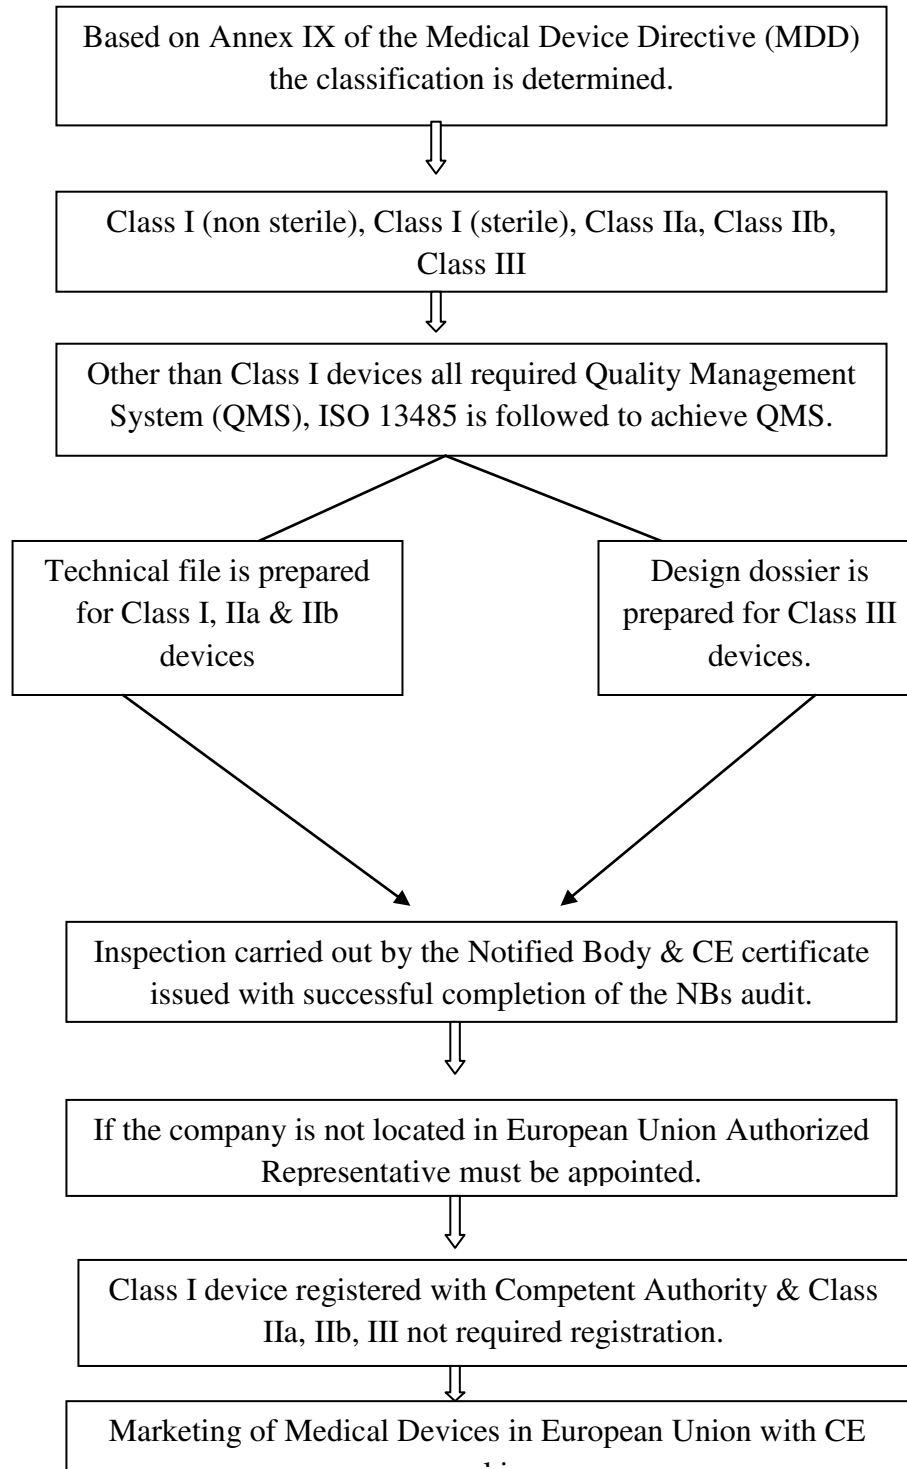 Based on Annex IX of the Medical Device Directive (MDD)
the classification is determined.
Class I (non sterile), Class I (sterile), Class IIa, Class IIb,
Class III
Other than Class I devices all required Quality Management
System (QMS), ISO 13485 is followed to achieve QMS.
Technical file is prepared
for Class I, IIa & IIb
devices
Design dossier is
prepared for Class III
devices.
Inspection carried out by the Notified Body & CE certificate
issued with successful completion of the NBs audit.
If the company is not located in European Union Authorized
Representative must be appointed.
Class I device registered with Competent Authority & Class
IIa, IIb, III not required registration.
Marketing of Medical Devices in European Union with CE